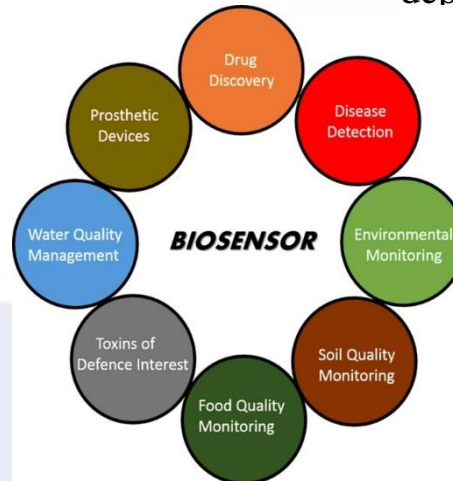 Drug
Discovery
Prosthetic
Devices
Disease
Detection
Water Quality
Management
BIOSENSOR
Environmental
Monitoring
Toxins of
Defence Interest
Soil Quality
Monitoring
Food Quality
Monitoring